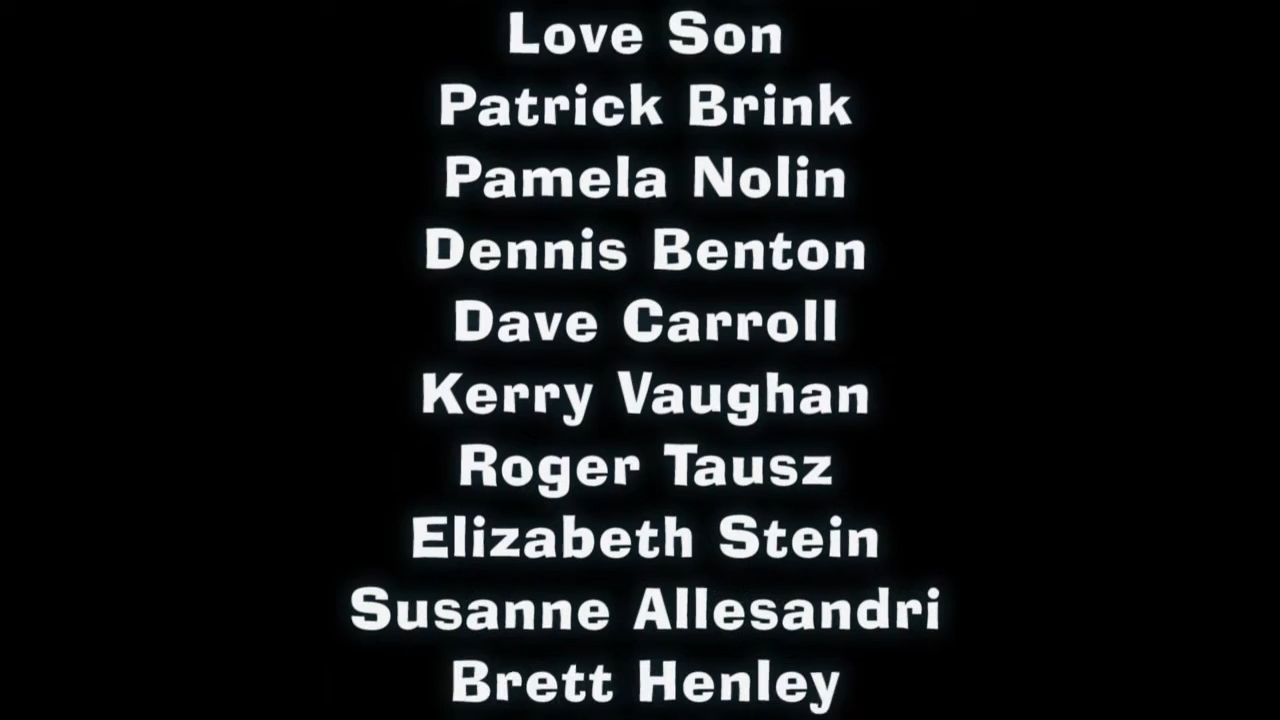 Love Son
Patrick Brink
Pamela Nolin
Dennis Benton
Dave Carroll
Kerry Vaughan
Roger Tausz
Elizabeth Stein
Susanne Allesandri
Brett Henley